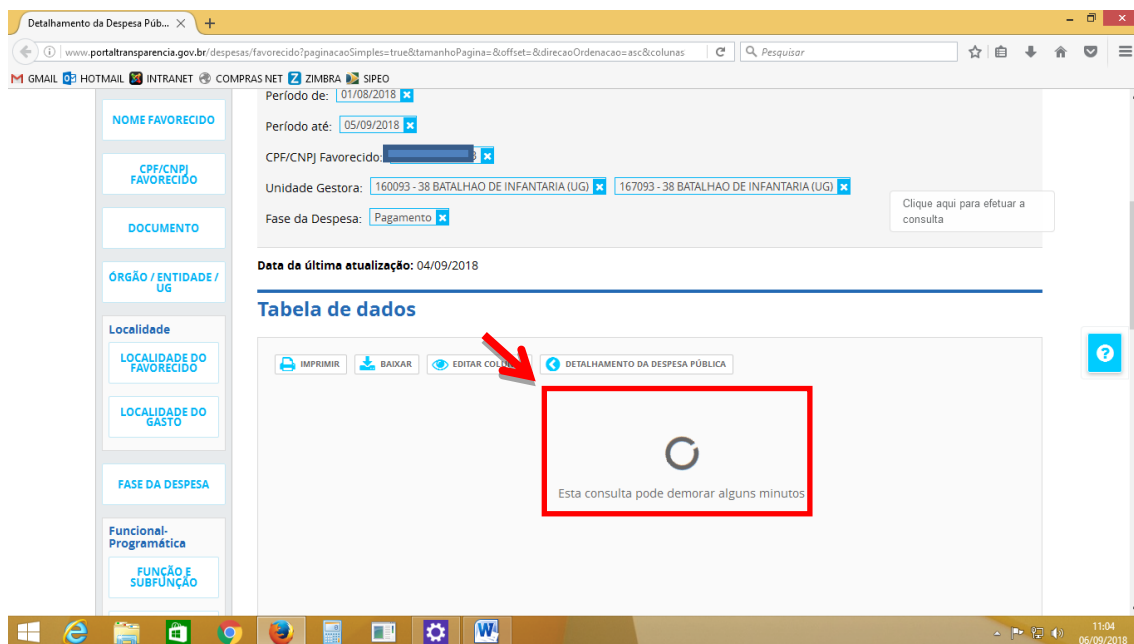 Detalhamento da Despesa Púb...
www.portaltransparencia.gov.br/despesas/favorecido?paginacaoSimples=true&tamanhoPagina=&offset=&direcaoOrdenacao=asc&colunas
Pesquisar
GMAIL HOTMAIL INTRANET COMPRAS NET ZIMBRA SIPEO
NOME FAVORECIDO
CPF/CNPJ
FAVORECIDO
DOCUMENTO
ÓRGÃO / ENTIDADE /
UG
Localidade
LOCALIDADE DO
FAVORECIDO
LOCALIDADE DO
GASTO
FASE DA DESPESA
Funcional-
Programática
FUNÇÃO E
SUBFUNÇÃO
Período de: 01/08/2018
Período até: 05/09/2018
CPF/CNPJ Favorecido:
Unidade Gestora: 160093 - 38 BATALHAO DE INFANTARIA (UG) 167093 - 38 BATALHAO DE INFANTARIA (UG)
Fase da Despesa: Pagamento
Clique aqui para efetuar a
consulta
Data da última atualização: 04/09/2018
Tabela de dados
IMPRIMIR BAIXAR EDITAR DETALHAMENTO DA DESPESA PÚBLICA
Esta consulta pode demorar alguns minutos
?
11:04
06/09/2018